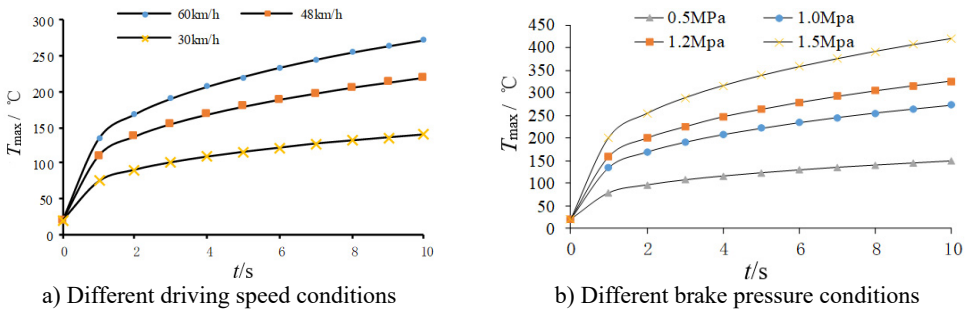 60km/h 48km/h
30km/h
300
250
200
150
100
50
0
Tmax / ℃
0 2 4 6 8 10
t/s
a) Different driving speed conditions
0.5MPa 1.0Mpa
1.2Mpa 1.5Mpa
450
400
350
300
250
200
150
100
50
0
Tmax / ℃
0 2 4 6 8 10
t/s
b) Different brake pressure conditions